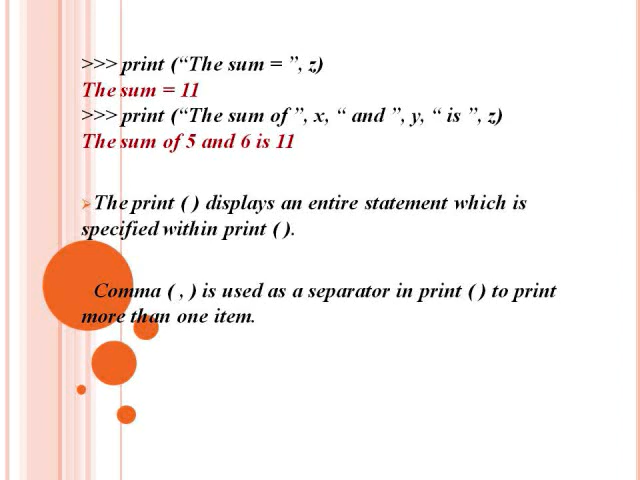 >>> print (“The sum = ”, z)
The sum = 11
>>> print (“The sum of ”, x, “ and ”, y, “ is ”, z)
The sum of 5 and 6 is 11
The print ( ) displays an entire statement which is
specified within print ( ).
Comma ( , ) is used as a separator in print ( ) to print
more than one item.